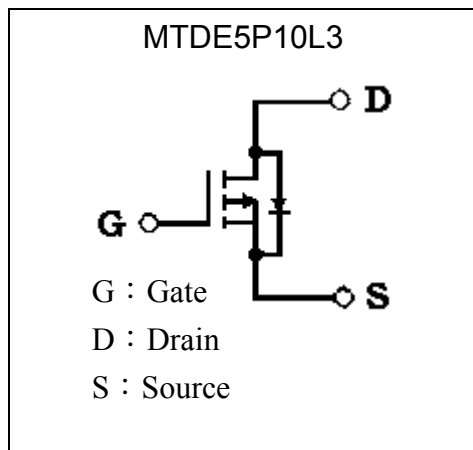 MTDE5P10L3
D
G
S
G：Gate
D：Drain
S：Source